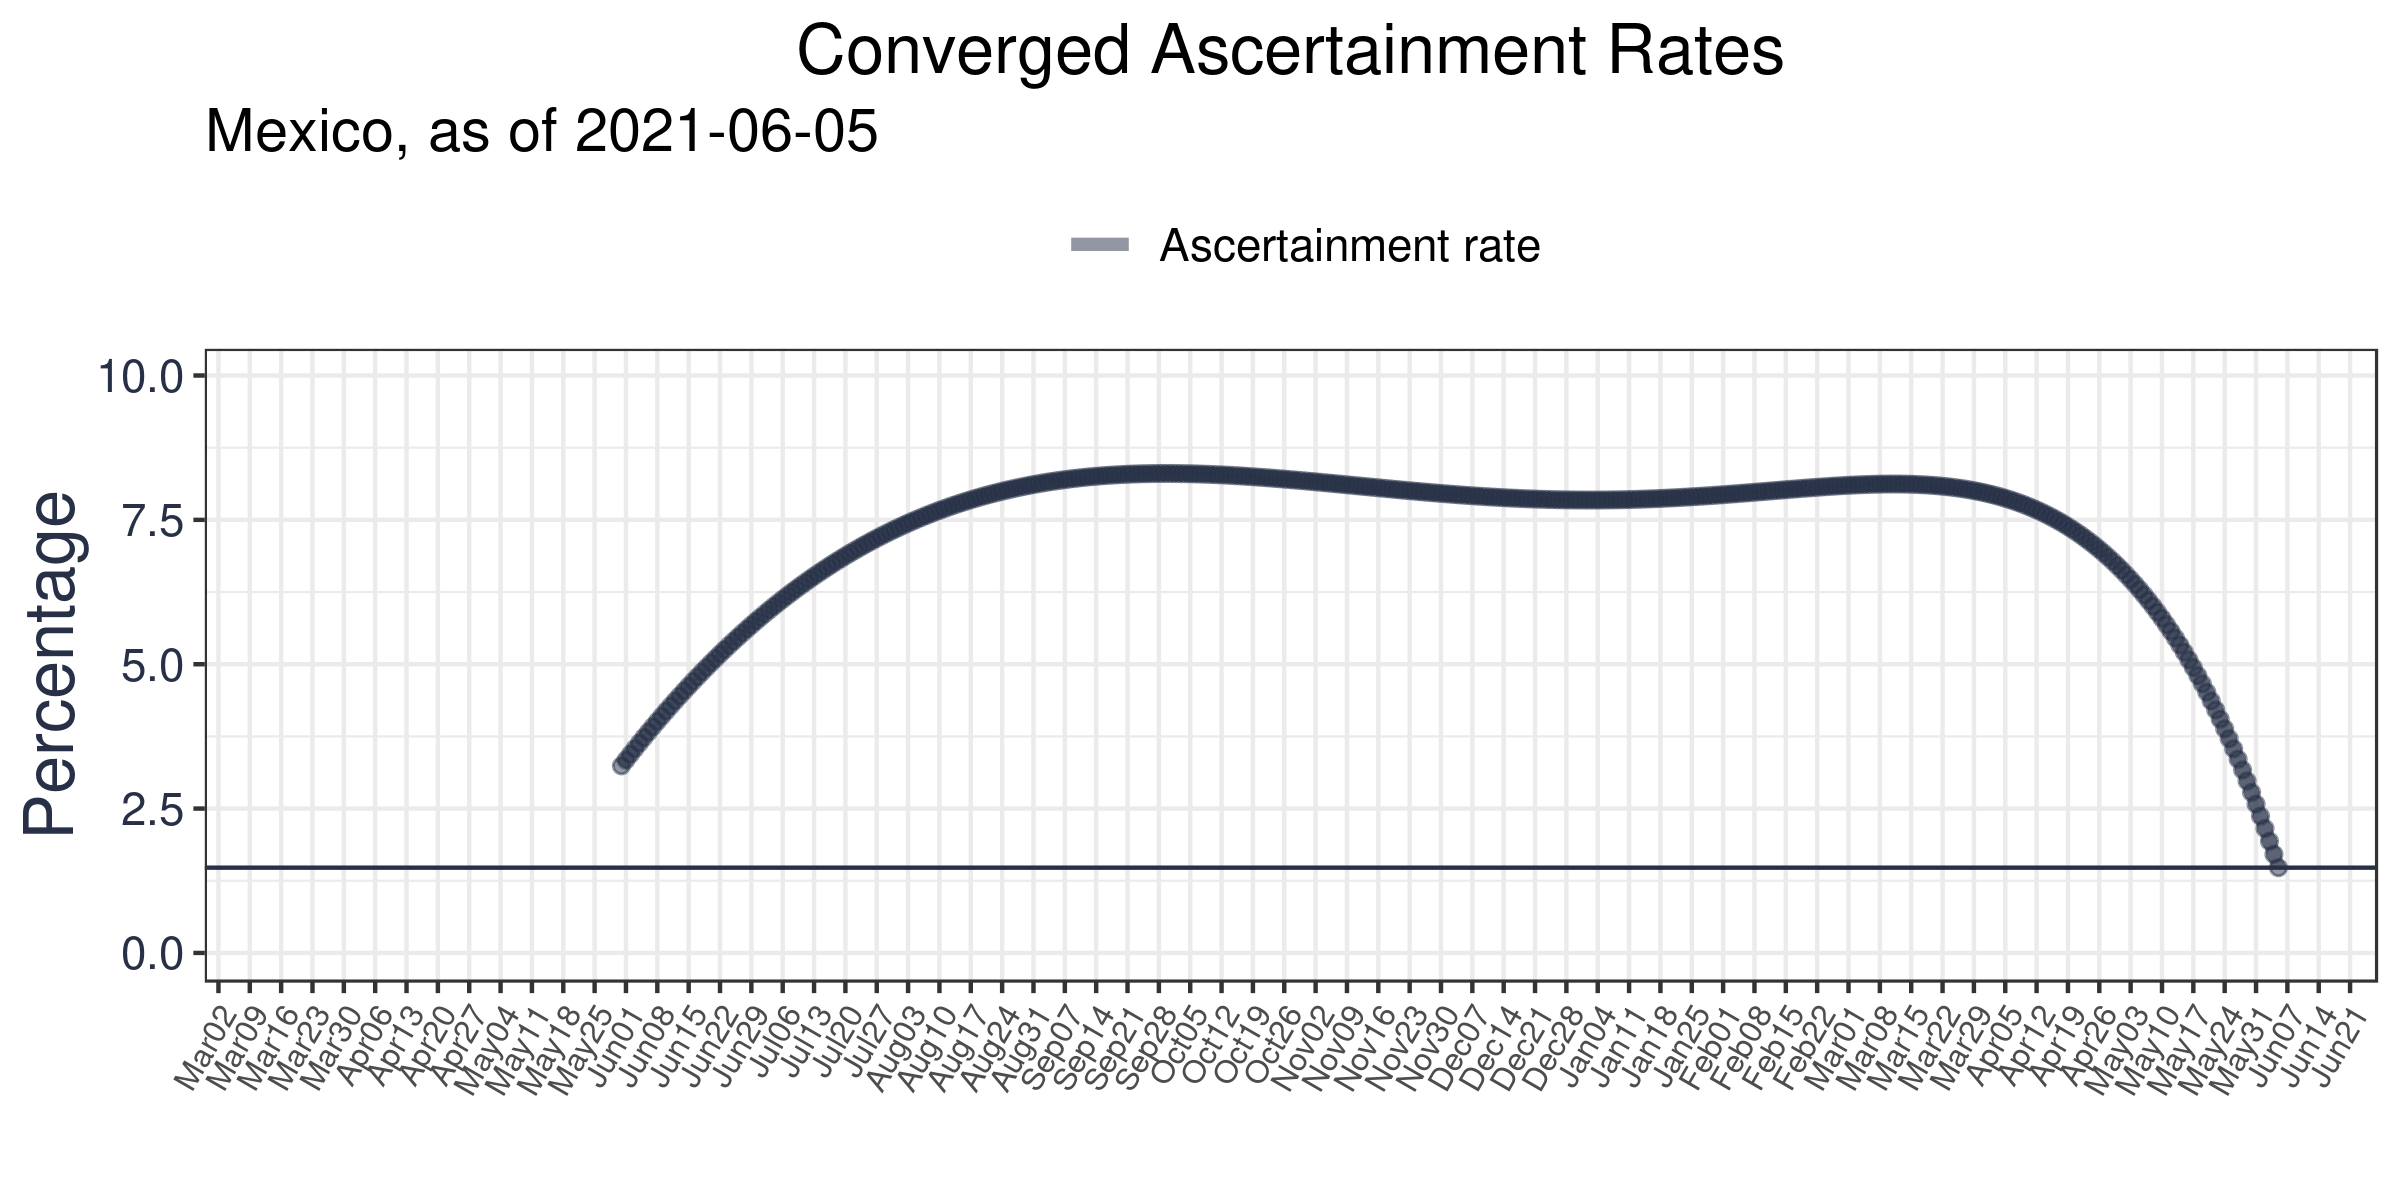 Converged Ascertainment Rates
Mexico, as of 2021-06-05
Ascertainment rate
Percentage
10.0
7.5
5.0
2.5
0.0
Mar02
Mar09
Mar16
Mar23
Mar30
Apr06
Apr13
Apr20
Apr27
May04
May11
May18
May25
Jun01
Jun08
Jun15
Jun22
Jun29
Jul06
Jul13
Jul20
Jul27
Aug03
Aug10
Aug17
Aug24
Aug31
Sep07
Sep14
Sep21
Sep28
Oct05
Oct12
Oct19
Oct26
Nov02
Nov09
Nov16
Nov23
Nov30
Dec07
Dec14
Dec21
Dec28
Jan04
Jan11
Jan18
Jan25
Feb01
Feb08
Feb15
Feb22
Mar01
Mar08
Mar15
Mar22
Mar29
Apr05
Apr12
Apr19
Apr26
May03
May10
May17
May24
May31
Jun07
Jun14
Jun21